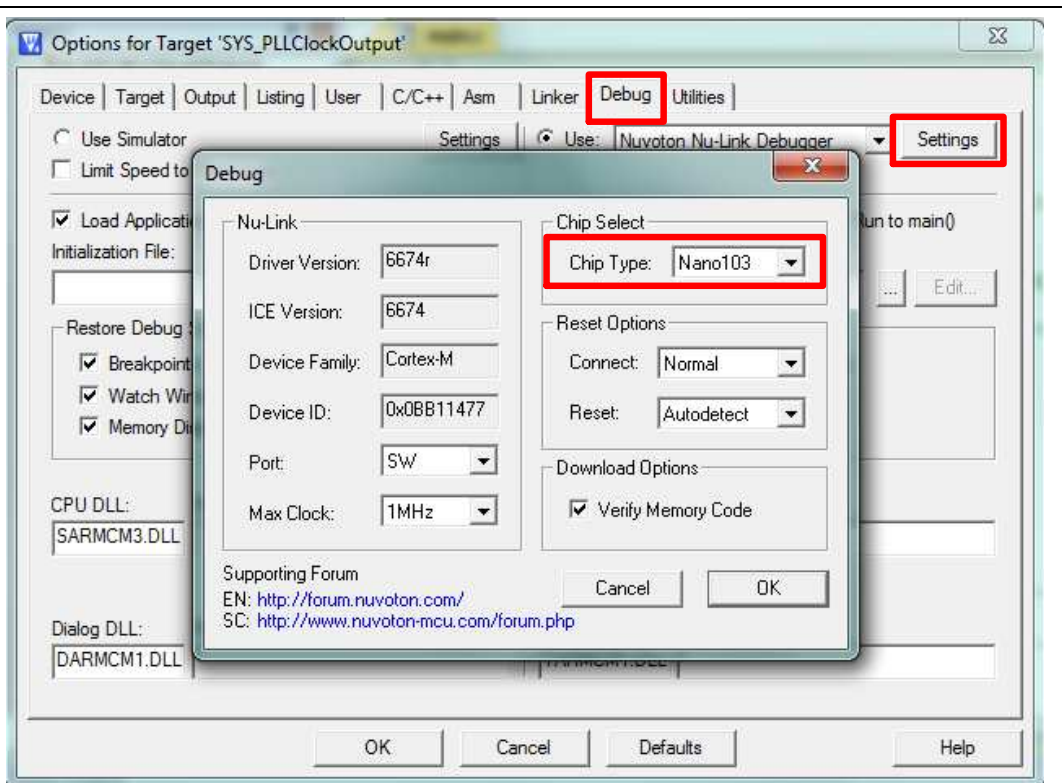 Options for Target 'SYS_PLLClockOutput'
Device | Target | Output | Listing | User | C/C++ | Asm | Linker Debug Utilities |
Use Simulator Settings Use: Nuvoton Nu-Link Debugger Settings
Limit Speed to
Debug
Load Applicati
Run to main()
Initialization File:
... Edit...
Restore Debug
Breakpoint
Watch Wir
Memory Di
CPU DLL:
SARMCM3.DLL
Dialog DLL:
DARMCM1.DLL
Nu-Link
Driver Version: 6674r
ICE Version: 6674
Device Family: Cortex-M
Device ID: 0x0BB11477
Port: SW
Max Clock: 1MHz
Chip Select
Chip Type: Nano103
Reset Options
Connect: Normal
Reset: Autodetect
Download Options
Verify Memory Code
Supporting Forum
EN: http://forum.nuvoton.com/
SC: http://www.nuvoton-mcu.com/forum.php
Cancel OK
OK Cancel Defaults Help